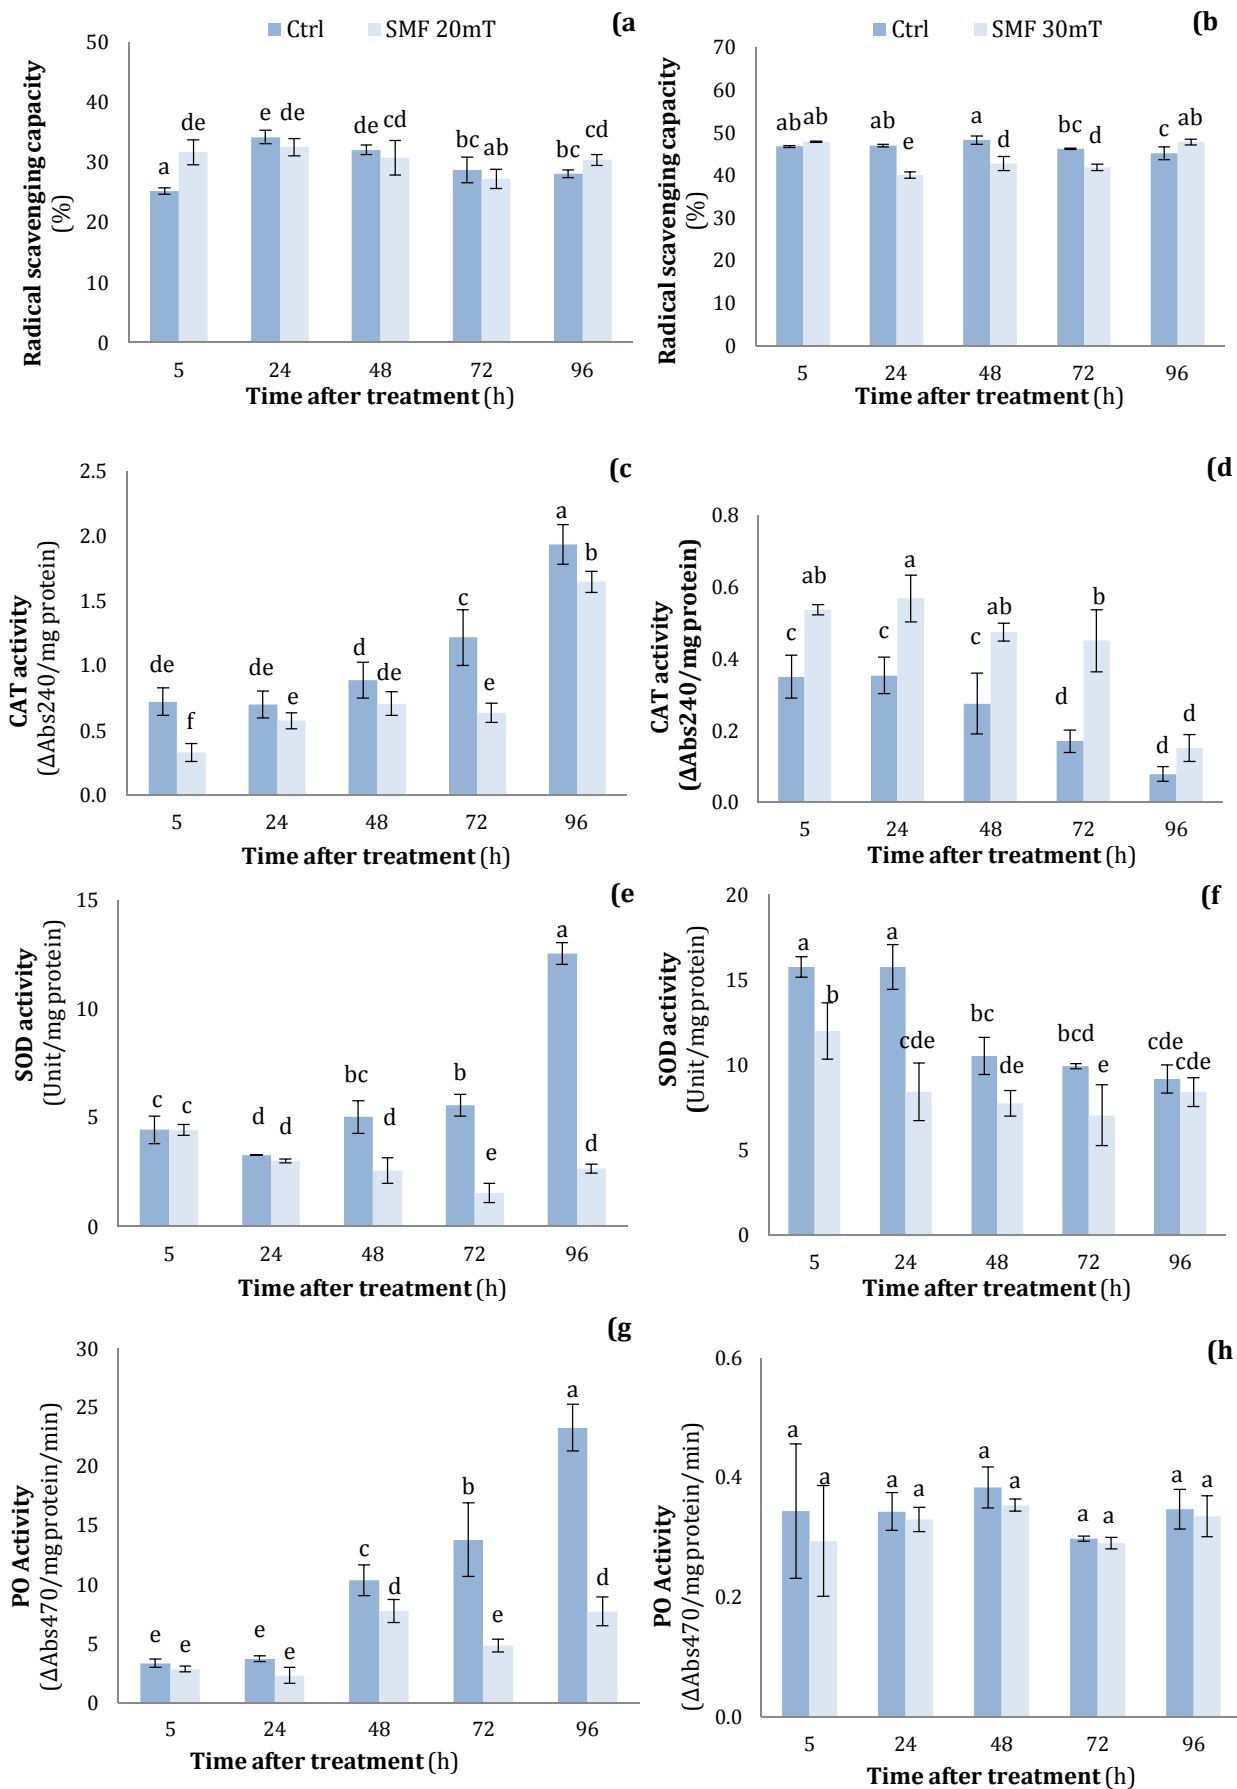 Ctrl SMF 20mT (a
Radical scavenging capacity
(%)
50
40
30
20
10
0
a de e de de cd bc ab bc cd
5 24 48 72 96
Time after treatment (h)
Ctrl SMF 30mT (b
Radical scavenging capacity
(%)
70
60
50
40
30
20
10
0
ab ab ab e a d bc d c ab
5 24 48 72 96
Time after treatment (h)
(c
CAT activity
(ΔAbs240/mg protein)
2.5
2.0
1.5
1.0
0.5
0.0
de f de e d de c e a b
5 24 48 72 96
Time after treatment (h)
(d
CAT activity
(ΔAbs240/mg protein)
0.8
0.6
0.4
0.2
0.0
c ab c a c ab d b d d
5 24 48 72 96
Time after treatment (h)
(e
SOD activity
(Unit/mg protein)
15
10
5
0
c c d d bc d b e a d
5 24 48 72 96
Time after treatment (h)
(f
SOD activity
(Unit/mg protein)
20
15
10
5
0
a b a cde bc de bcd e cde cde
5 24 48 72 96
Time after treatment (h)
(g
PO Activity
(ΔAbs470/mg protein/min)
30
25
20
15
10
5
0
e e e e c d b e a d
5 24 48 72 96
Time after treatment (h)
(h
PO Activity
(ΔAbs470/mg protein/min)
0.6
0.4
0.2
0.0
a a a a a a a a a a
5 24 48 72 96
Time after treatment (h)